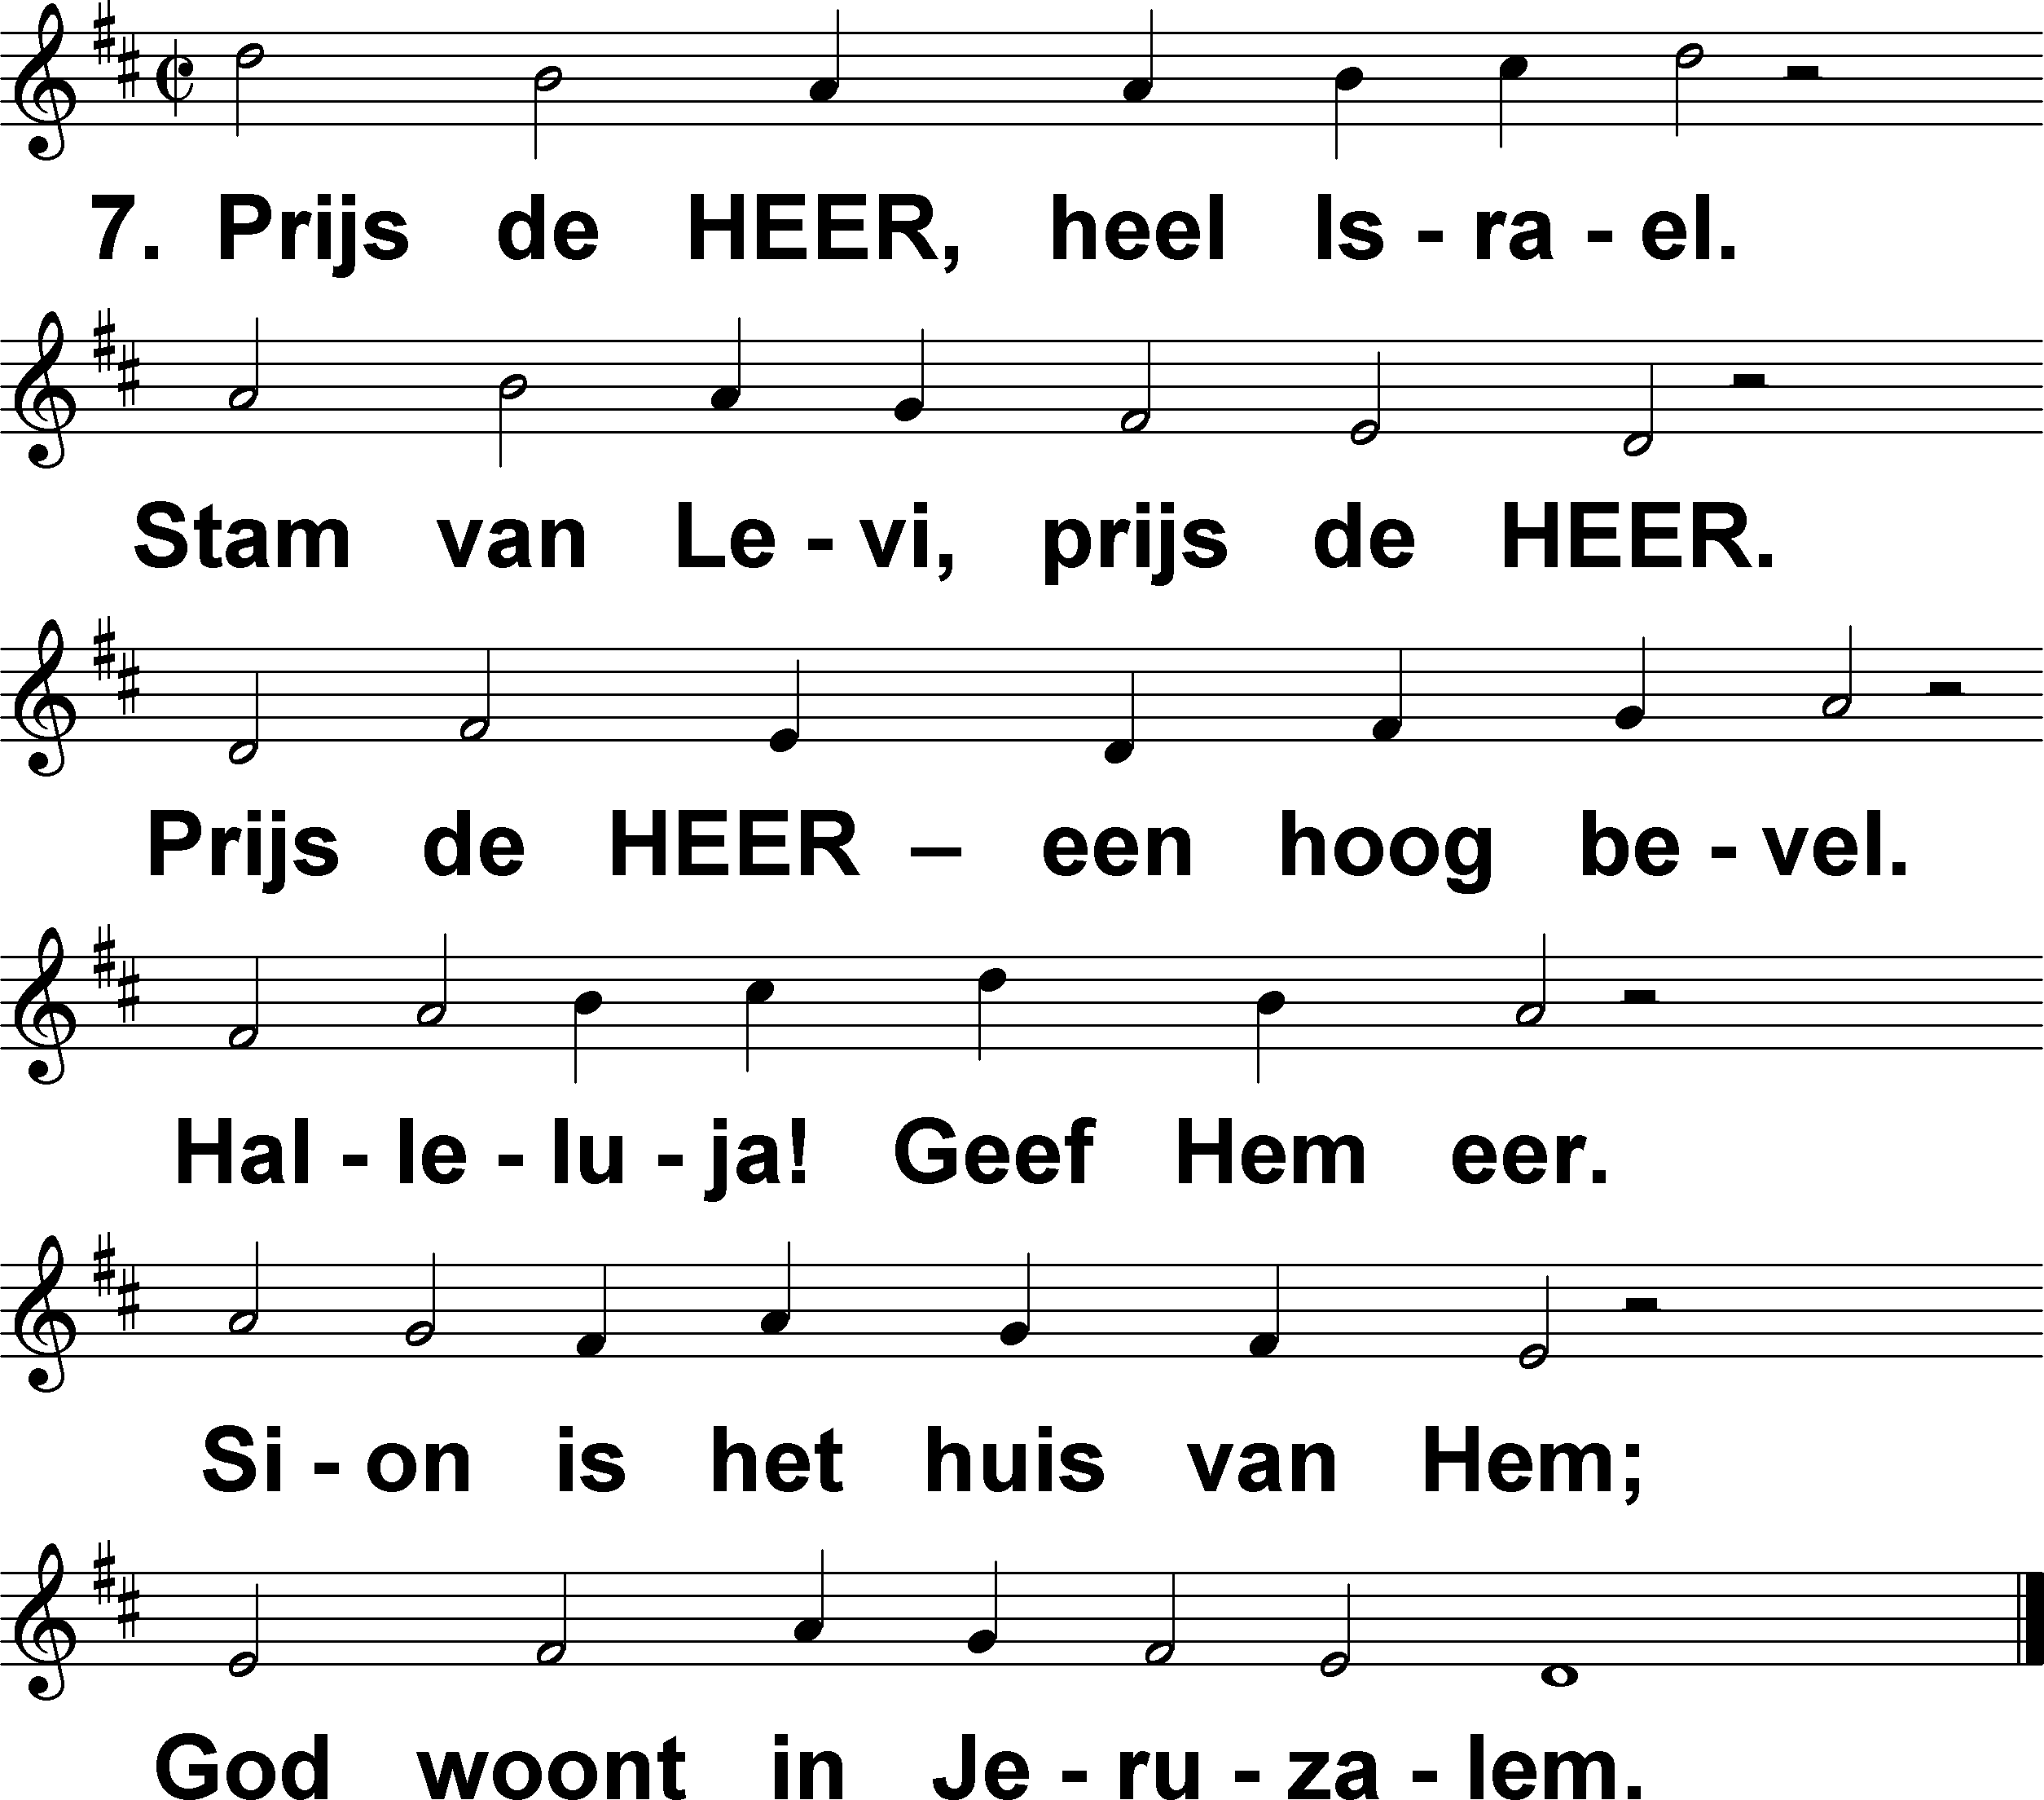 7. Prijs de HEER, heel Is - ra - el.
Stam van Le - vi, prijs de HEER.
Prijs de HEER – een hoog be - vel.
Hal - le - lu - ja! Geef Hem eer.
Si - on is het huis van Hem;
God woont in Je - ru - za - lem.